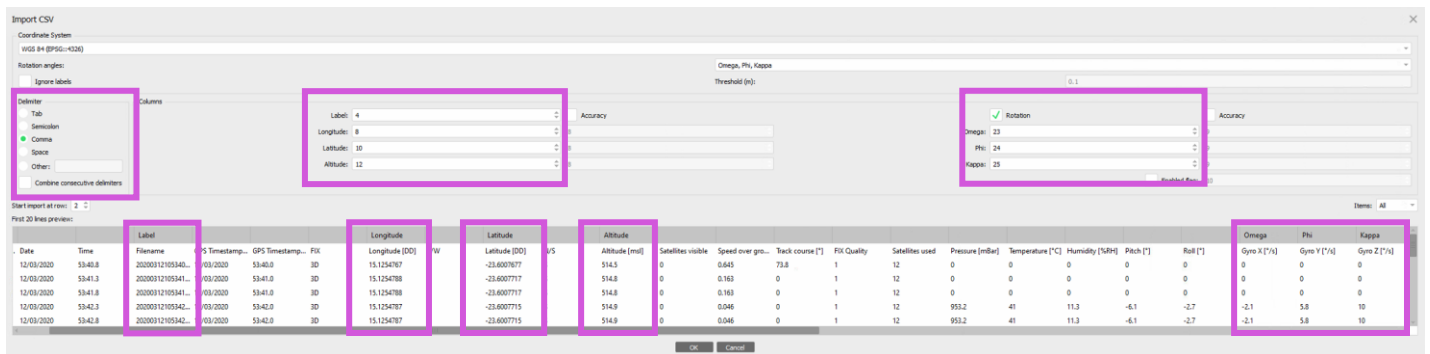 Import CSV
Coordinate System
WGS 84 (EPSG::4326)
Rotation angles: Omega, Phi, Kappa
Ignore labels Threshold (m): 0.1
Delimiter Columns
Tab Label: 4 Accuracy Rotation Accuracy
Semicolon
Comma Longitude: 8 Omega: 23
Space Latitude: 10 Phi: 24
Other: Altitude: 12 Kappa: 25
Combine consecutive delimiters
Start import at row: 2 Items: All
First 20 lines preview:
Label Longitude Latitude Altitude Omega Phi Kappa
Date Time Filename GPS Timestamp... GPS Timestamp... FIX Longitude [DD] Latitude [DD] Altitude [msl] Satellites visible Speed over gro... Track course [°] FIX Quality Satellites used Pressure [mBar] Temperature [°C] Humidity [%RH] Pitch [°] Roll [°] Gyro X [°/s] Gyro Y [°/s] Gyro Z [°/s]
12/03/2020 53:40.8 20200312105340... 53:40.0 3D 15.1254767 -23.6007677 514.5 0 0.645 73.8 1 12 0 0 0 0 0 0 0 0
12/03/2020 53:41.3 20200312105341... 53:41.0 3D 15.1254788 -23.6007717 514.8 0 0.163 0 1 12 0 0 0 0 0 0 0 0
12/03/2020 53:41.8 20200312105341... 53:41.0 3D 15.1254788 -23.6007717 514.8 0 0.163 0 1 12 0 0 0 0 0 0 0 0
12/03/2020 53:42.3 20200312105342... 53:42.0 3D 15.1254787 -23.6007715 514.9 0 0.046 0 1 12 953.2 41 11.3 -6.1 -2.7 -2.1 5.8 10
12/03/2020 53:42.8 20200312105342... 53:42.0 3D 15.1254787 -23.6007715 514.9 0 0.046 0 1 12 953.2 41 11.3 -6.1 -2.7 -2.1 5.8 10
OK Cancel